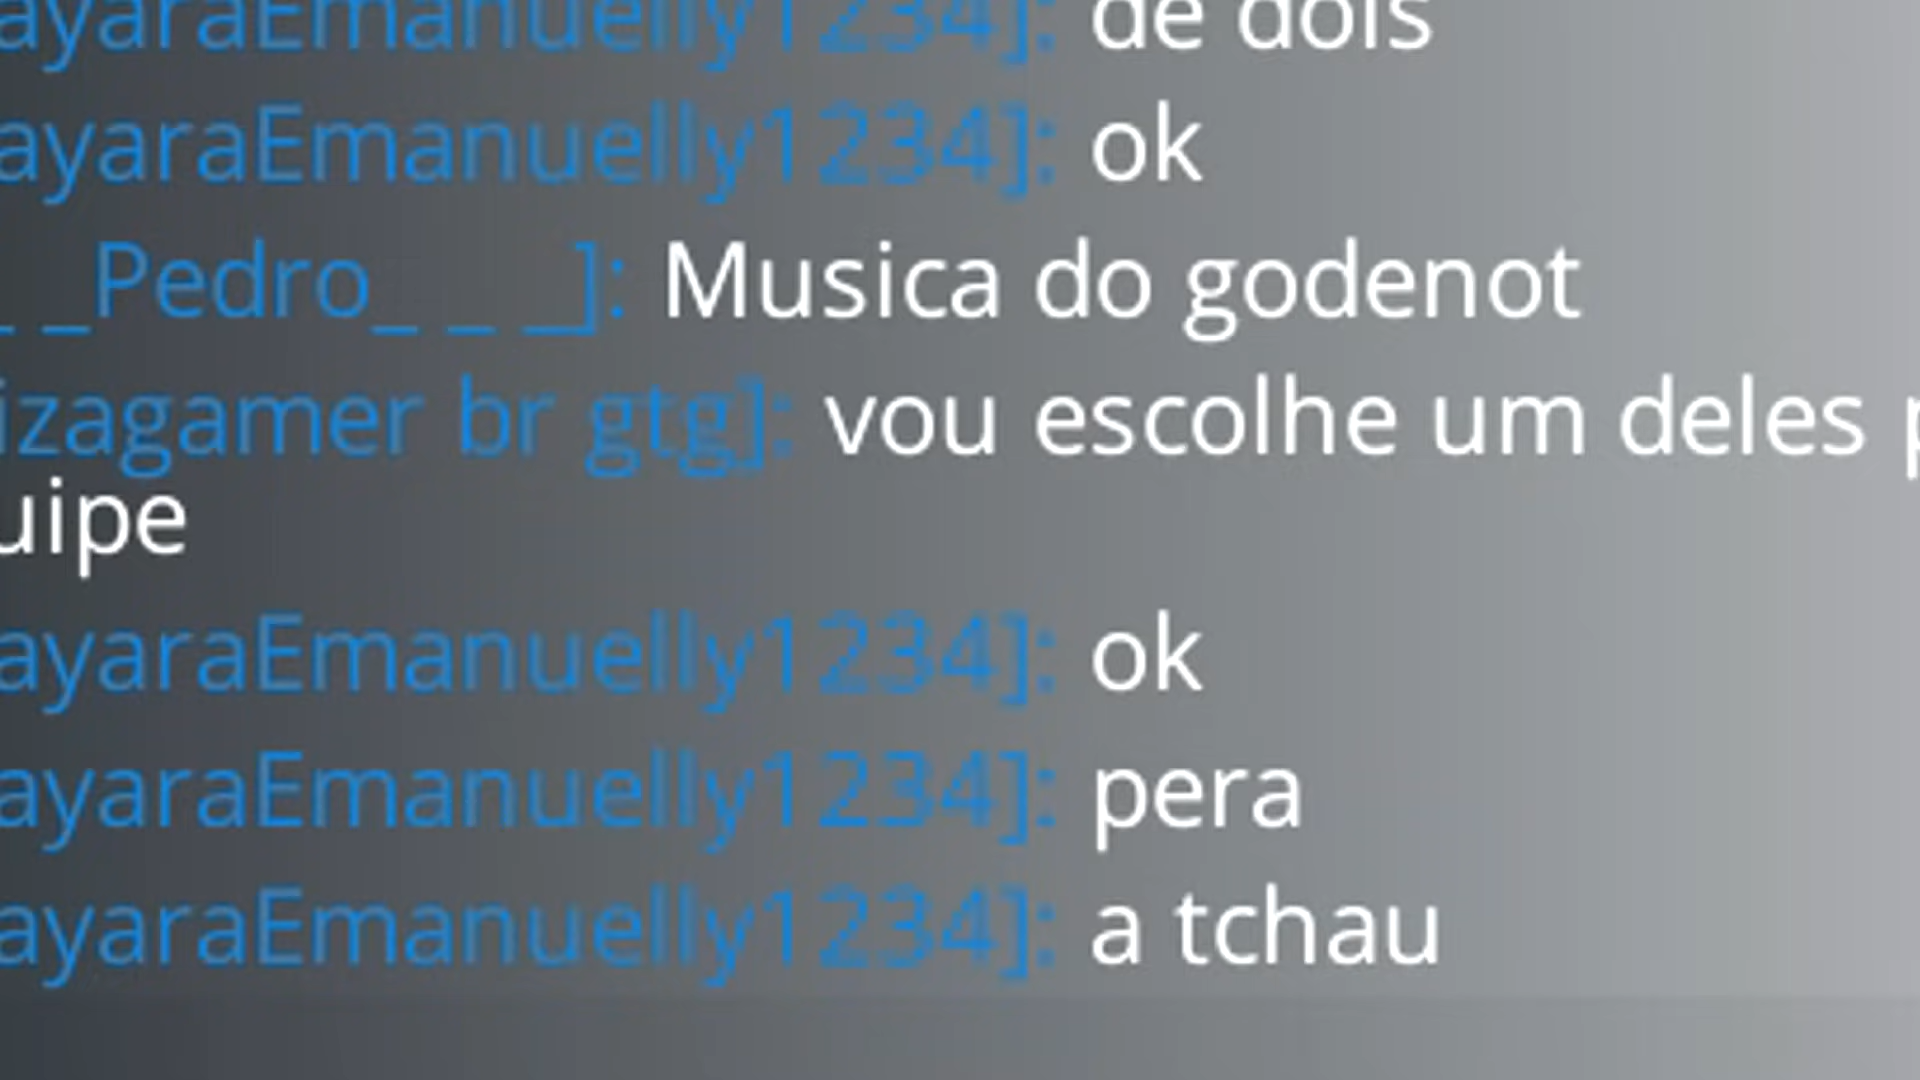 ayaraEmanuelly1234]: de dois
ayaraEmanuelly1234]: ok
_ _Pedro_ _ _]: Musica do godenot
izagamer br gtg]: vou escolhe um deles p
uipe
ayaraEmanuelly1234]: ok
ayaraEmanuelly1234]: pera
ayaraEmanuelly1234]: a tchau